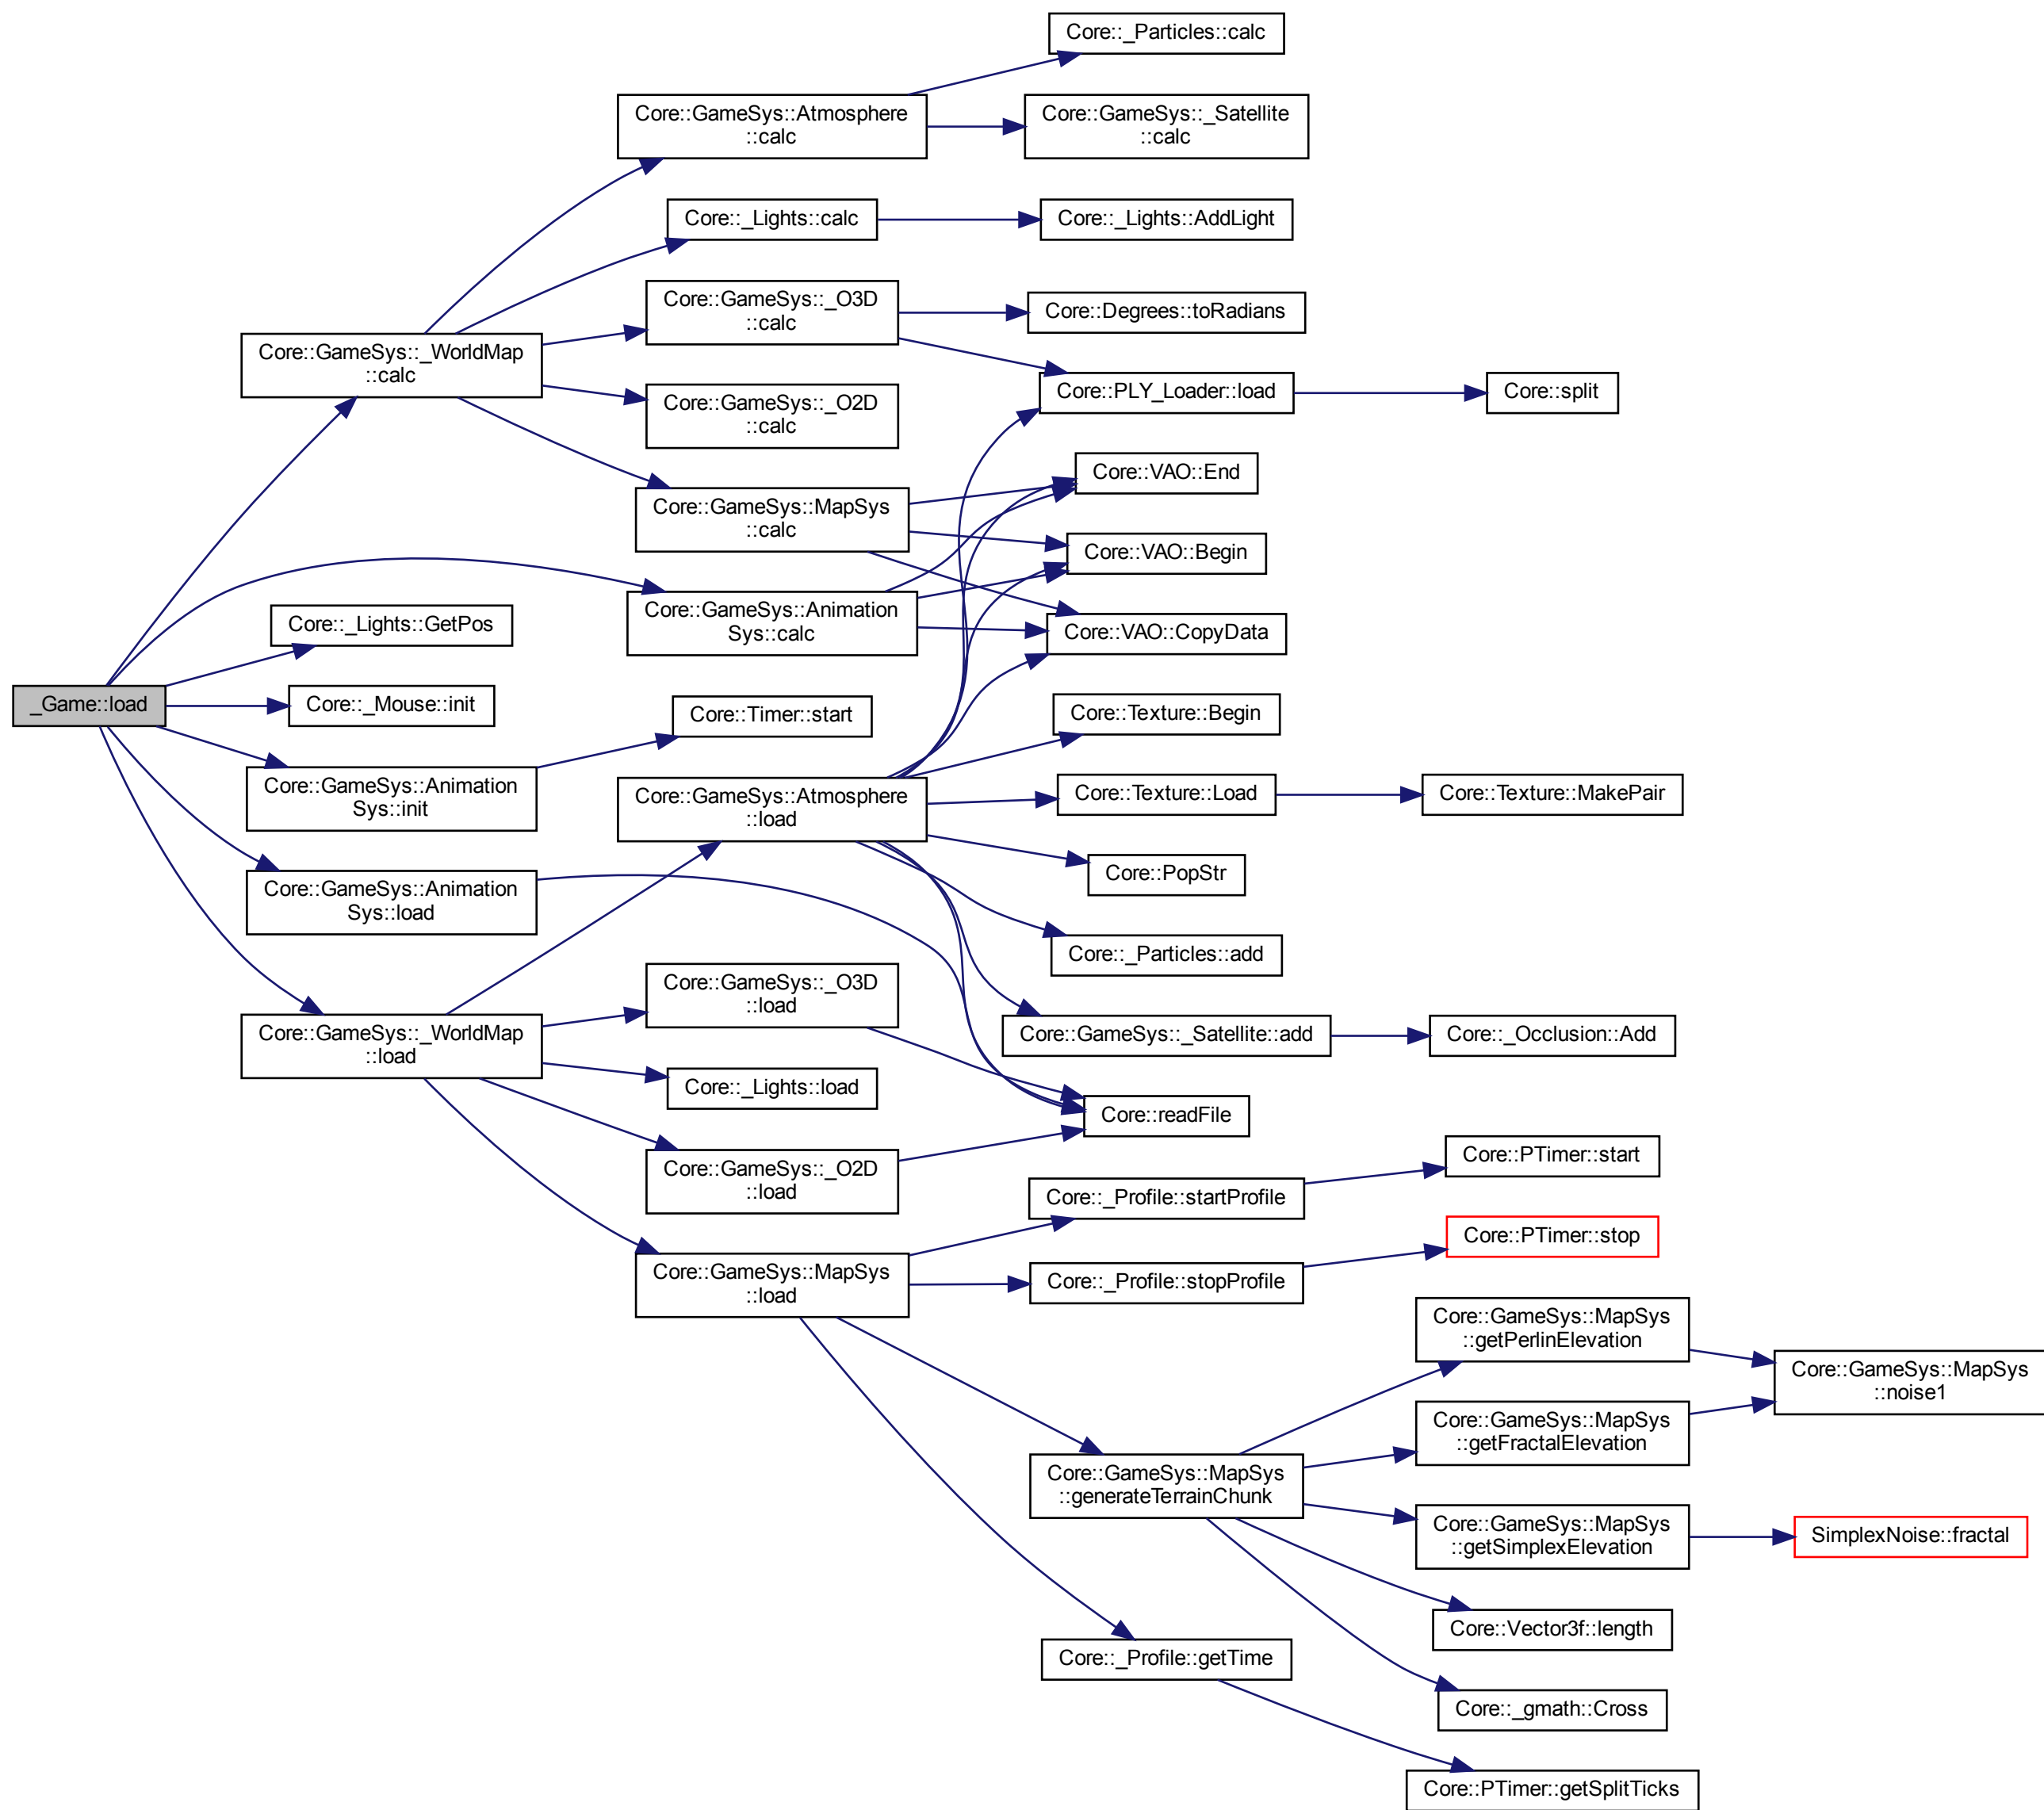 Core::_Particles::calc
Core::GameSys::Atmosphere
::calc
Core::GameSys::_Satellite
::calc
Core::_Lights::calc
Core::_Lights::AddLight
Core::GameSys::_O3D
::calc
Core::Degrees::toRadians
Core::GameSys::_WorldMap
::calc
Core::PLY_Loader::load
Core::split
Core::GameSys::_O2D
::calc
Core::VAO::End
Core::GameSys::MapSys
::calc
Core::VAO::Begin
Core::GameSys::Animation
Sys::calc
Core::_Lights::GetPos
Core::VAO::CopyData
_Game::load
Core::_Mouse::init
Core::Timer::start
Core::Texture::Begin
Core::GameSys::Animation
Sys::init
Core::GameSys::Atmosphere
::load
Core::Texture::Load
Core::Texture::MakePair
Core::PopStr
Core::GameSys::Animation
Sys::load
Core::_Particles::add
Core::GameSys::_O3D
::load
Core::GameSys::_WorldMap
::load
Core::GameSys::_Satellite::add
Core::_Occlusion::Add
Core::_Lights::load
Core::readFile
Core::GameSys::_O2D
::load
Core::PTimer::start
Core::_Profile::startProfile
Core::PTimer::stop
Core::GameSys::MapSys
::load
Core::_Profile::stopProfile
Core::GameSys::MapSys
::getPerlinElevation
Core::GameSys::MapSys
::noise1
Core::GameSys::MapSys
::getFractalElevation
Core::GameSys::MapSys
::generateTerrainChunk
Core::GameSys::MapSys
::getSimplexElevation
SimplexNoise::fractal
Core::Vector3f::length
Core::_Profile::getTime
Core::_gmath::Cross
Core::PTimer::getSplitTicks